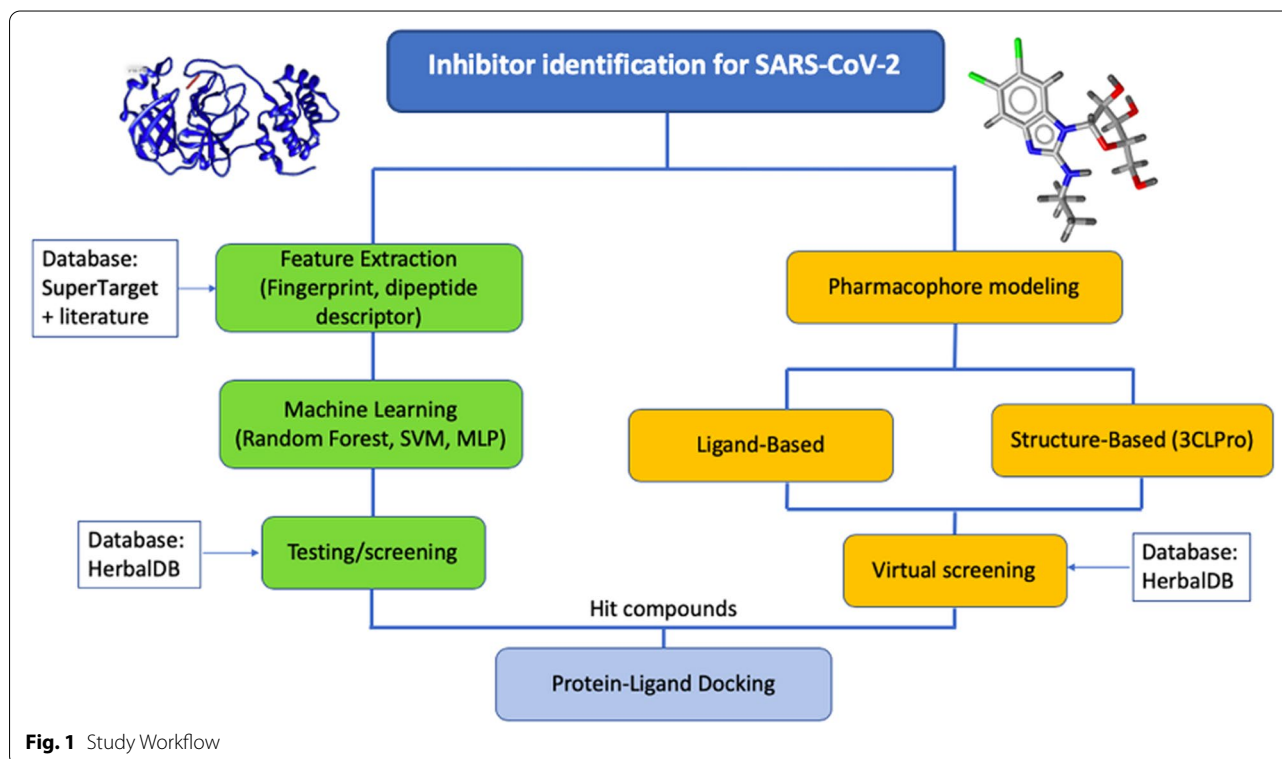 Inhibitor identification for SARS-CoV-2
Database:
SuperTarget
+ literature
Feature Extraction
(Fingerprint, dipeptide
descriptor)
Pharmacophore modeling
Machine Learning
(Random Forest, SVM, MLP)
Ligand-Based
Structure-Based (3CLPro)
Database:
HerbalDB
Testing/screening
Virtual screening
Database:
HerbalDB
Hit compounds
Protein-Ligand Docking
Fig. 1 Study Workflow